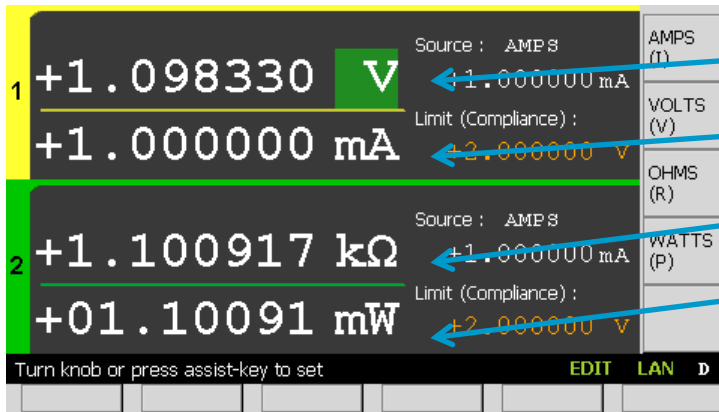 1
+1.098330 V
+1.000000 mA
Source : AMPS
+1.000000 mA
Limit (Compliance) :
+2.000000 V
2
+1.100917 kΩ
+01.10091 mW
Source : AMPS
+1.000000 mA
Limit (Compliance) :
+2.000000 V
AMPS
(I)
VOLTS
(V)
OHMS
(R)
WATTS
(P)
Turn knob or press assist-key to set
EDIT LAN D